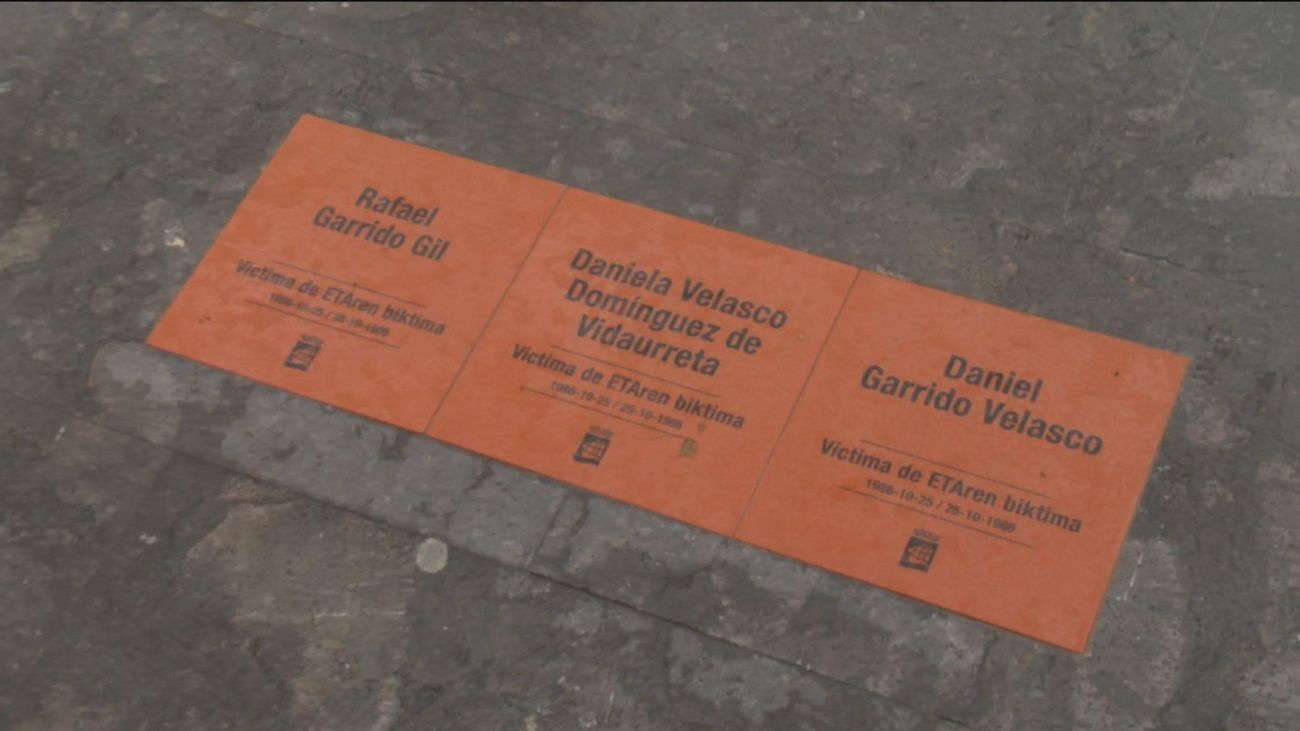 Rafael
Garrido Gil
Víctima de ETAren biktima
1986-10-25 / 25-10-1986
Daniela Velasco
Domínguez de
Vidaurreta
Víctima de ETAren biktima
1986-10-25 / 25-10-1986
Daniel
Garrido Velasco
Víctima de ETAren biktima
1986-10-25 / 25-10-1986